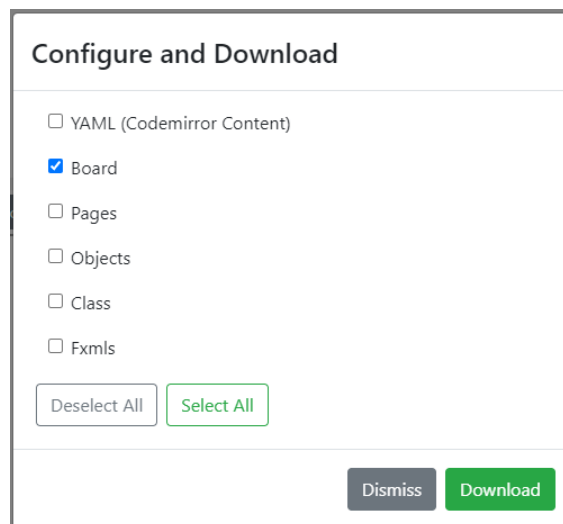 Configure and Download
YAML (Codemirror Content)
Board
Pages
Objects
Class
Fxmls
Deselect All Select All
Dismiss Download